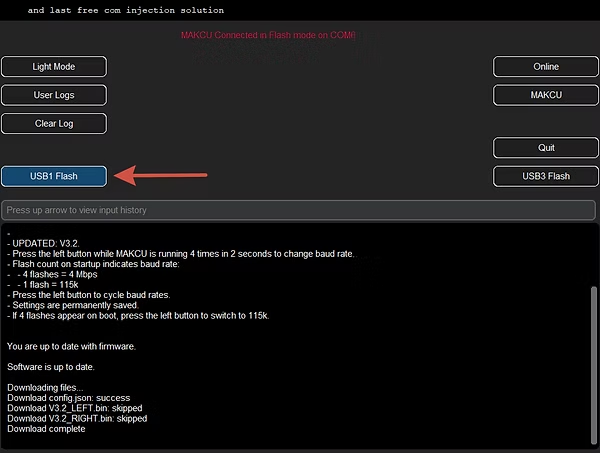 and last free com injection solution
MAKCU Connected in Flash mode on COM8
Light Mode
Online
User Logs
MAKCU
Clear Log
Quit
USB1 Flash
USB3 Flash
Press up arrow to view input history
-
- UPDATED: V3.2.
- Press the left button while MAKCU is running 4 times in 2 seconds to change baud rate.
- Flash count on startup indicates baud rate:
-   - 4 flashes = 4 Mbps
-   - 1 flash = 115k
- Press the left button to cycle baud rates.
- Settings are permanently saved.
- If 4 flashes appear on boot, press the left button to switch to 115k.
You are up to date with firmware.
Software is up to date.
Downloading files...
Download config.json: success
Download V3.2_LEFT.bin: skipped
Download V3.2_RIGHT.bin: skipped
Download complete